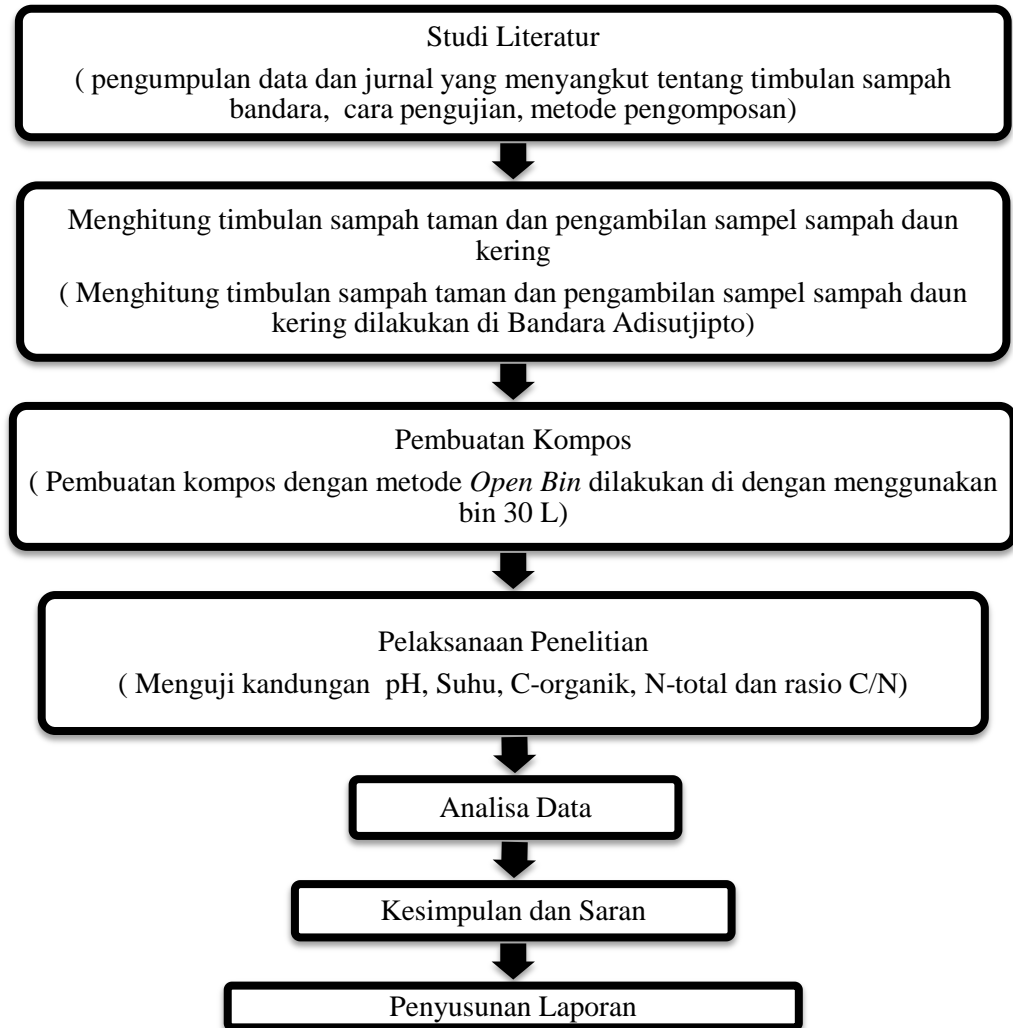 Studi Literatur
( pengumpulan data dan jurnal yang menyangkut tentang timbulan sampah
bandara,  cara pengujian, metode pengomposan)
Menghitung timbulan sampah taman dan pengambilan sampel sampah daun
kering
( Menghitung timbulan sampah taman dan pengambilan sampel sampah daun
kering dilakukan di Bandara Adisutjipto)
Pembuatan Kompos
( Pembuatan kompos dengan metode Open Bin dilakukan di dengan menggunakan
bin 30 L)
Pelaksanaan Penelitian
( Menguji kandungan  pH, Suhu, C-organik, N-total dan rasio C/N)
Analisa Data
Kesimpulan dan Saran
Penyusunan Laporan